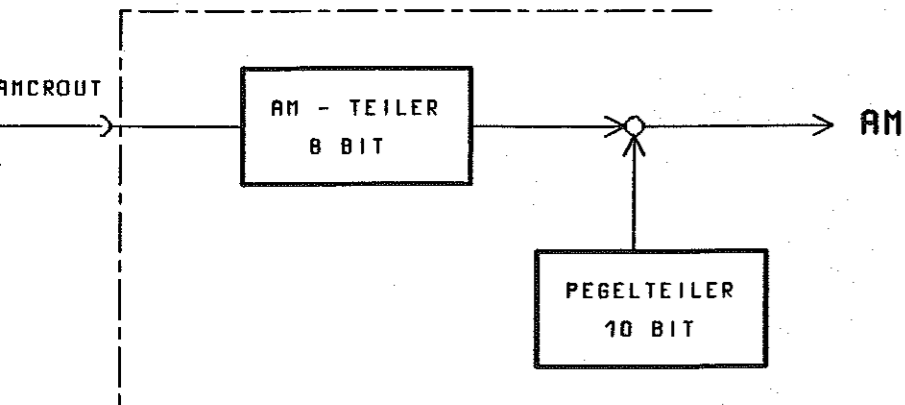 AMCROUT
AM - TEILER
8 BIT
AM
PEGELTEILER
10 BIT